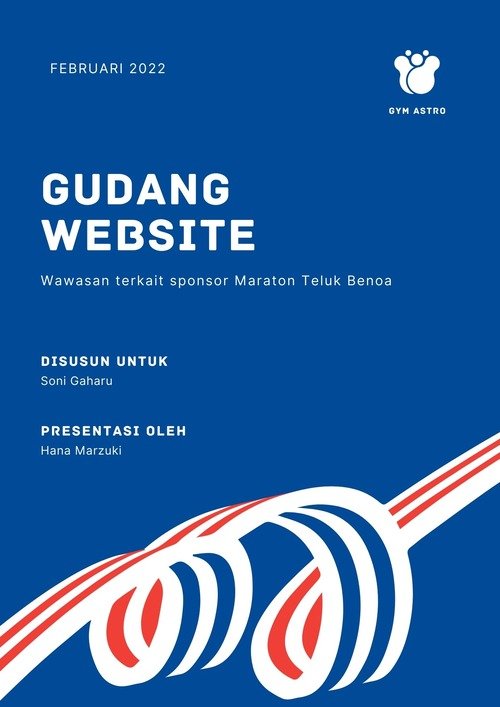 FEBRUARI 2022
GYM ASTRO
GUDANG
WEBSITE
Wawasan terkait sponsor Maraton Teluk Benoa
DISUSUN UNTUK
Soni Gaharu
PRESENTASI OLEH
Hana Marzuki